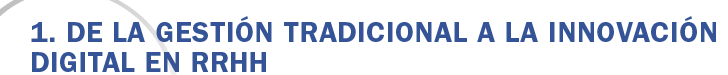 1. DE LA GESTIÓN TRADICIONAL A LA INNOVACIÓN
DIGITAL EN RRHH